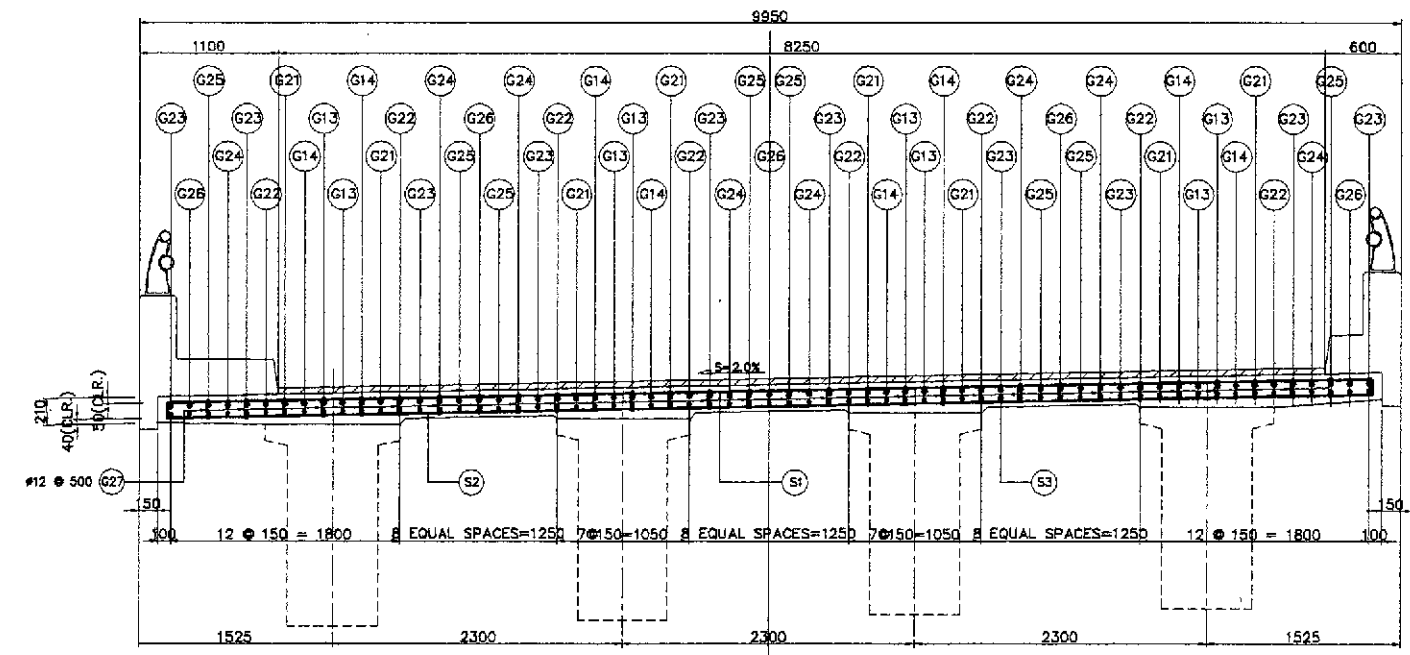 9950
1100 8250 600
G25 G21 G14 G24 G24 G14 G21 G25 G25 G21 G14 G24 G24 G14 G21 G25
G23 G23 G13 G22 G26 G22 G13 G23 G23 G13 G22 G26 G22 G13 G23 G23
G24 G14 G21 G25 G23 G13 G22 G26 G22 G13 G23 G25 G21 G14 G24
G26 G22 G13 G23 G25 G21 G14 G24 G24 G14 G21 G25 G23 G13 G22 G26
S=2.0%
210
40(CLR.)
50(CLR.)
#12 @ 500 G27 S2 S1 S3
150 150
100 12 @ 150 = 1800 8 EQUAL SPACES=1250 7@150=1050 8 EQUAL SPACES=1250 7@150=1050 8 EQUAL SPACES=1250 12 @ 150 = 1800 100
1525 2300 2300 2300 1525